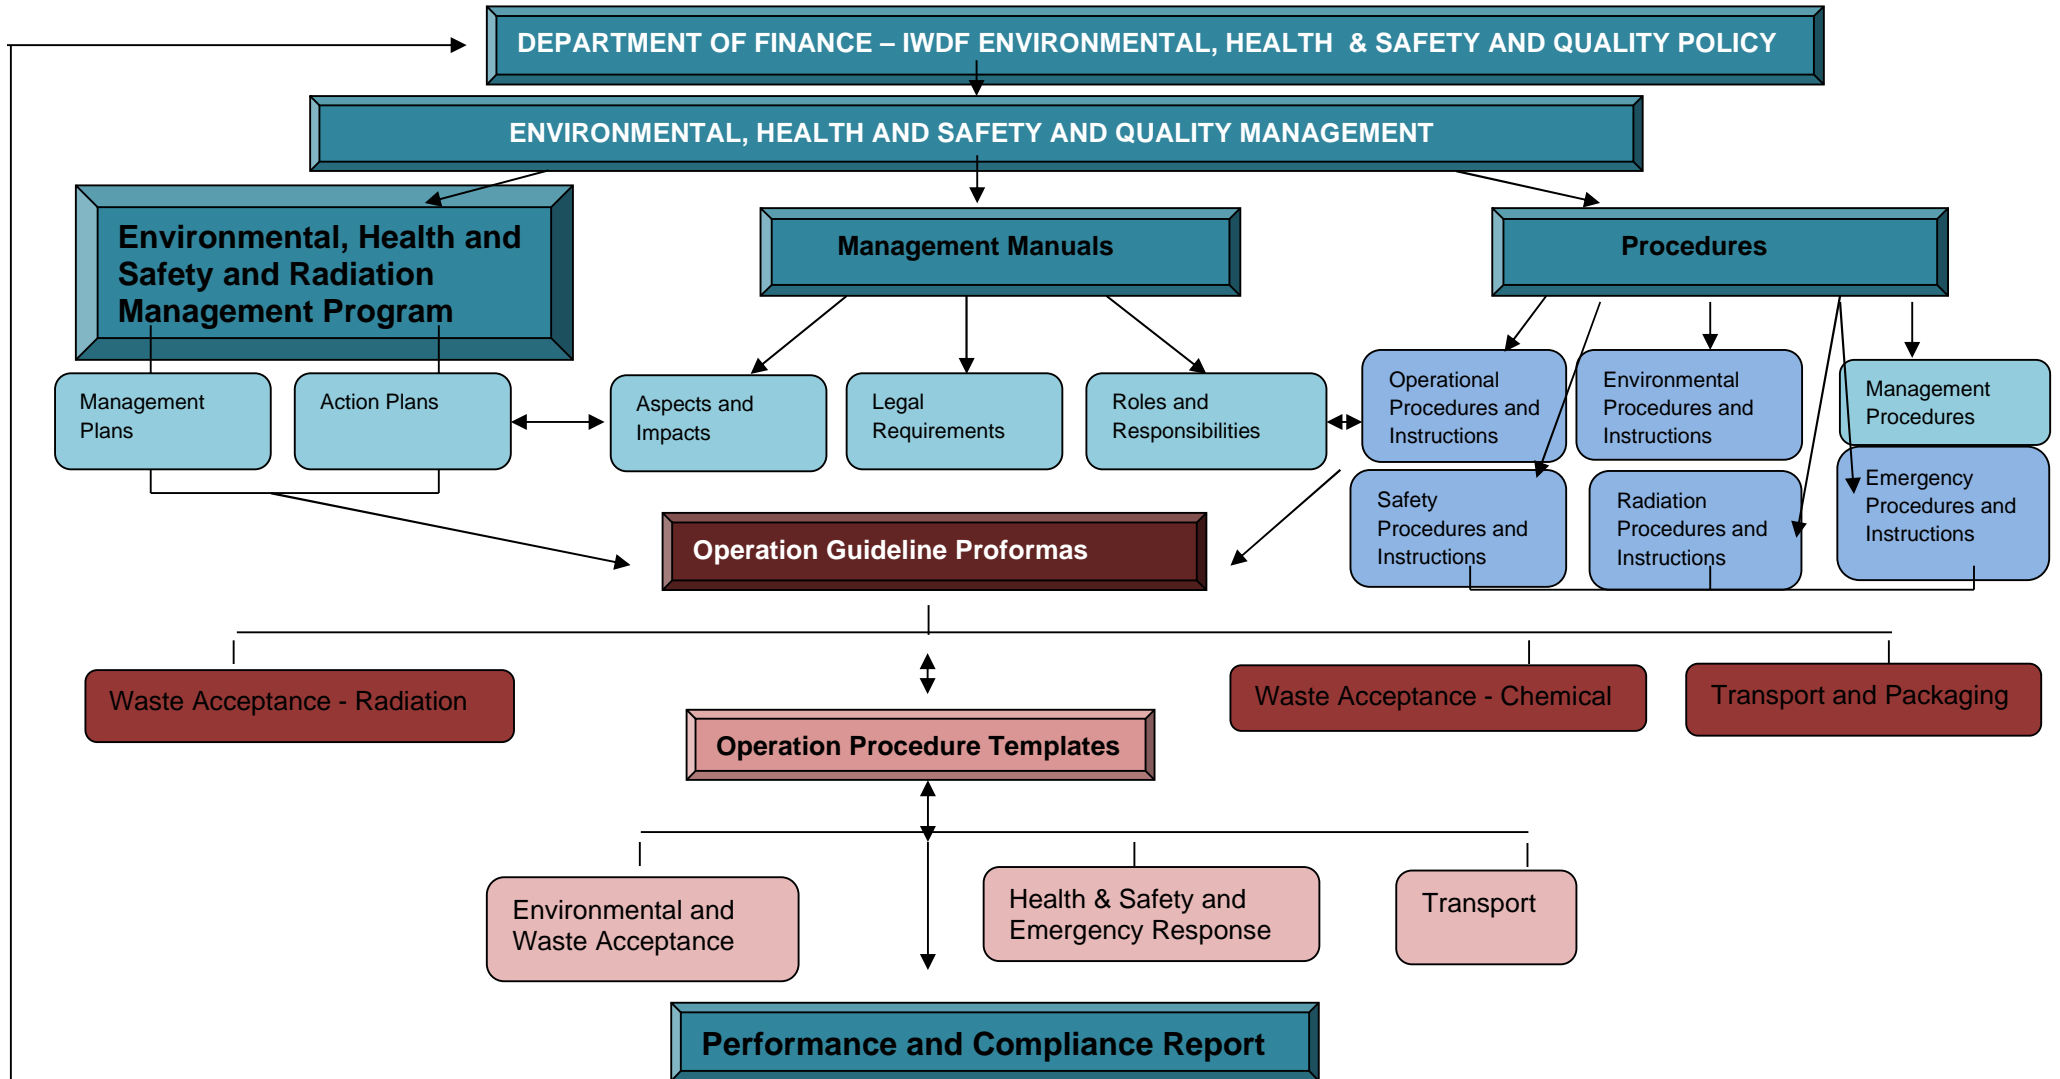 DEPARTMENT OF FINANCE – IWDF ENVIRONMENTAL, HEALTH & SAFETY AND QUALITY POLICY
ENVIRONMENTAL, HEALTH AND SAFETY AND QUALITY MANAGEMENT
Environmental, Health and
Safety and Radiation
Management Program
Management Manuals
Procedures
Management
Plans
Action Plans
Aspects and
Impacts
Legal
Requirements
Roles and
Responsibilities
Operational
Procedures and
Instructions
Environmental
Procedures and
Instructions
Management
Procedures
Safety
Procedures and
Instructions
Radiation
Procedures and
Instructions
Emergency
Procedures and
Instructions
Operation Guideline Proformas
Waste Acceptance - Radiation
Waste Acceptance - Chemical
Transport and Packaging
Operation Procedure Templates
Environmental and
Waste Acceptance
Health & Safety and
Emergency Response
Transport
Performance and Compliance Report